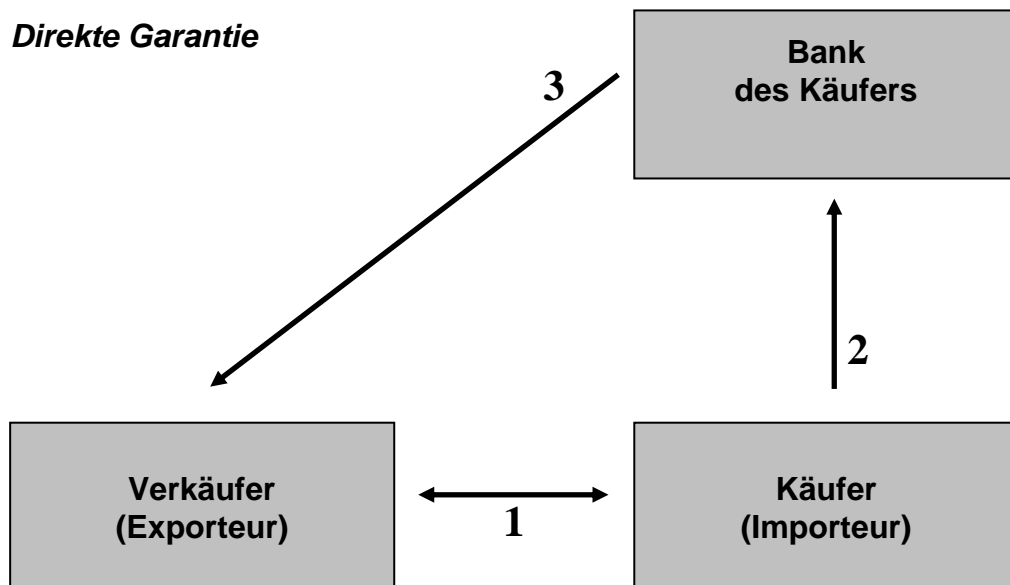 Direkte Garantie
Bank
des Käufers
3
2
Verkäufer
(Exporteur)
1
Käufer
(Importeur)